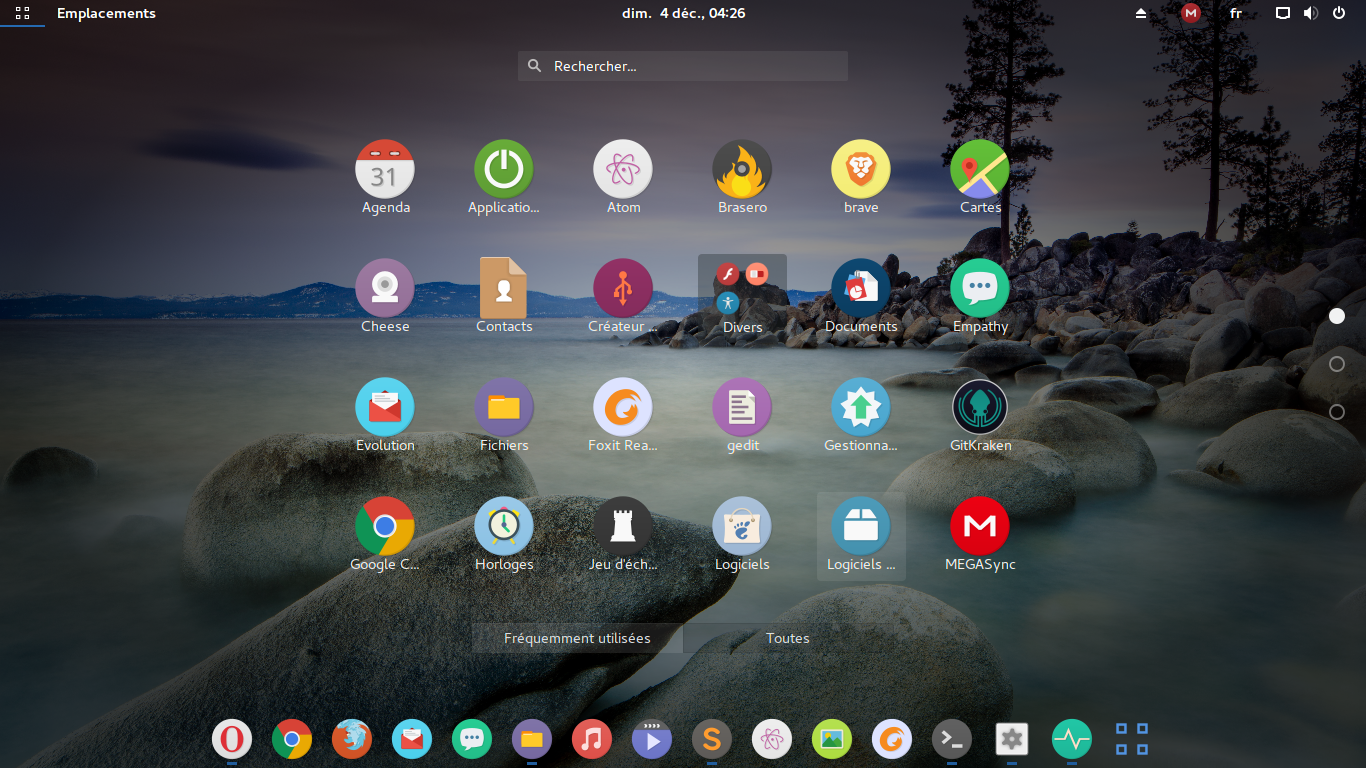 Emplacements
dim. 4 déc., 04:26
fr
Rechercher...
31
Agenda
Applicatio...
Atom
Brasero
brave
Cartes
Cheese
Contacts
Créateur ...
Divers
Documents
Empathy
Evolution
Fichiers
Foxit Rea...
gedit
Gestionna...
GitKraken
Google C...
Horloges
Jeu d'éch...
Logiciels
Logiciels ...
MEGASync
Fréquemment utilisées
Toutes